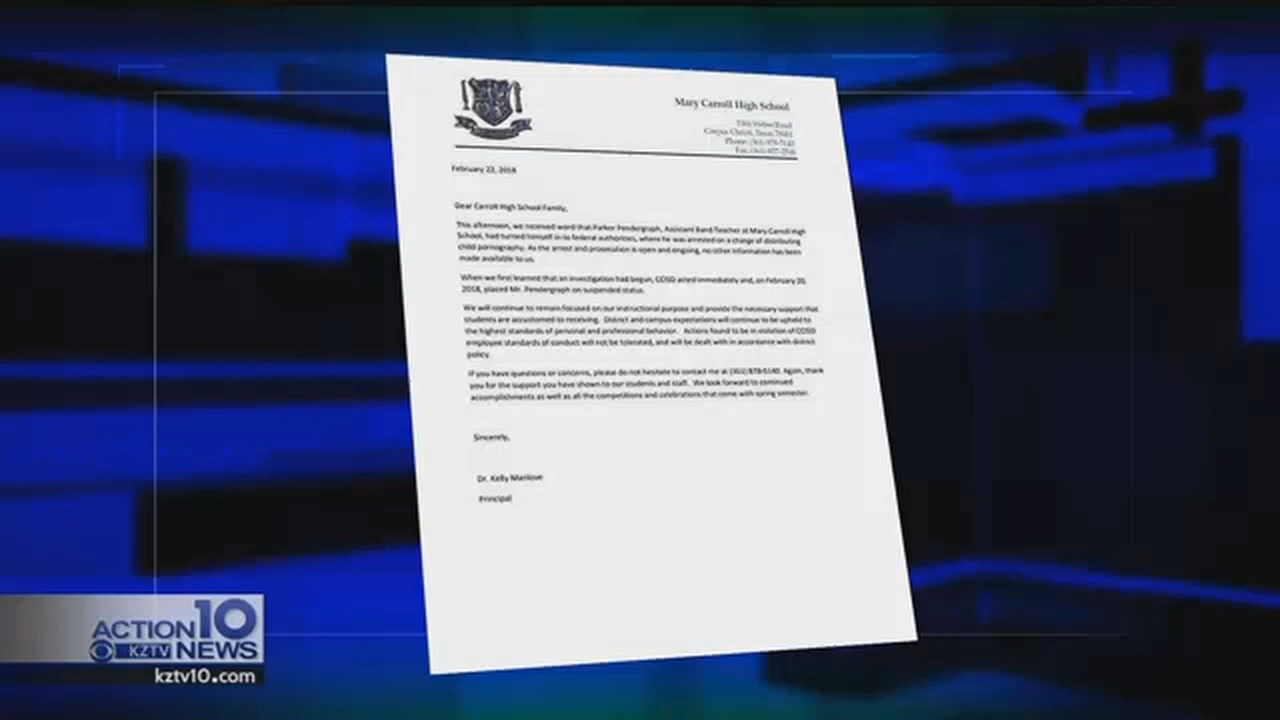 Mary Carroll High School
Corpus Christi, Texas
Phone: (361) 878-5140
Fax:
February 22, 2018
Dear Carroll High School Family,
This afternoon, we received word that Parker Pendergraph, Assistant Band Teacher at Mary Carroll High
School, had turned himself in to federal authorities, where he was arrested on a charge of distributing
child pornography. As the arrest and prosecution is open and ongoing, no other information has been
made available to us.
When we first learned that an investigation had begun, CCISD acted immediately and, on February 20,
2018, placed Mr. Pendergraph on suspended status.
We will continue to remain focused on our instructional purpose and provide the necessary support that
students are accustomed to receiving. District and campus expectations will continue to be upheld to
the highest standards of personal and professional behavior. Actions found to be in violation of CCISD
employee standards of conduct will not be tolerated, and will be dealt with in accordance with district
policy.
If you have questions or concerns, please do not hesitate to contact me at (361) 878-5140. Again, thank
you for the support you have shown to our students and staff. We look forward to continued
accomplishments as well as all the competitions and celebrations that come with spring semester.
Sincerely,
Dr. Kelly Manlove
Principal
ACTION 10
KZTV NEWS
kztv10.com